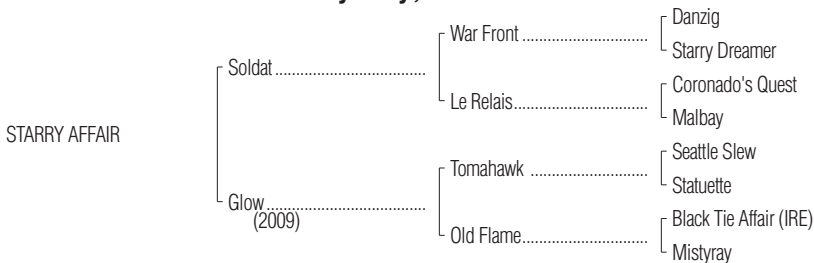 Danzig
War Front
Starry Dreamer
Soldat
Coronado's Quest
Le Relais
Malbay
STARRY AFFAIR
Seattle Slew
Tomahawk
Statuette
Glow
(2009)
Black Tie Affair (IRE)
Old Flame
Mistyray